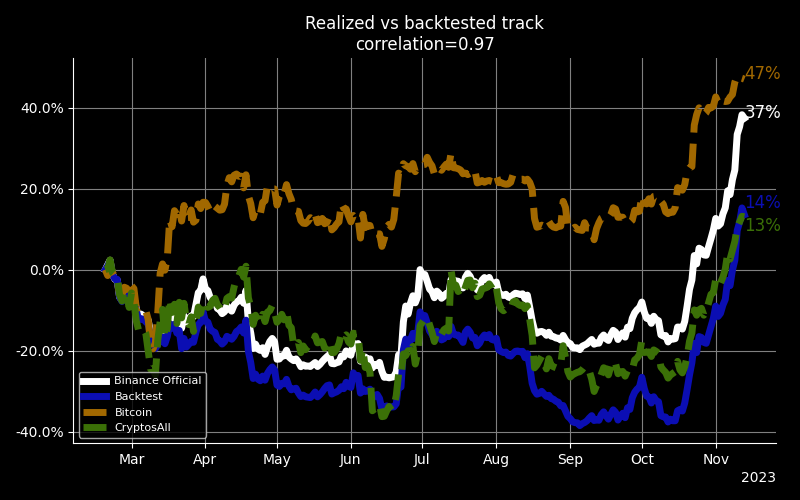 Realized vs backtested track
correlation=0.97
47%
40.0%
37%
20.0%
14%
13%
0.0%
-20.0%
Binance Official
Backtest
Bitcoin
CryptosAll
-40.0%
Mar Apr May Jun Jul Aug Sep Oct Nov
2023